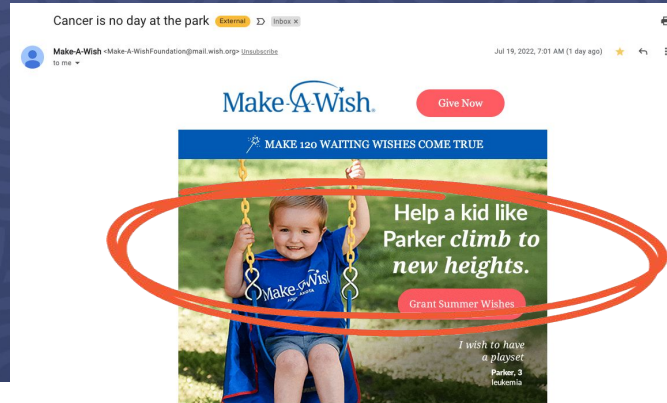 Cancer is no day at the park External Inbox x
Make-A-Wish <Make-A-WishFoundation@mail.wish.org> Unsubscribe
Jul 19, 2022, 7:01 AM (1 day ago)
to me
Make-A-Wish.
Give Now
MAKE 120 WAITING WISHES COME TRUE
Help a kid like
Parker climb to
new heights.
Make-A-Wish
Grant Summer Wishes
I wish to have
a playset
Parker, 3
leukemia